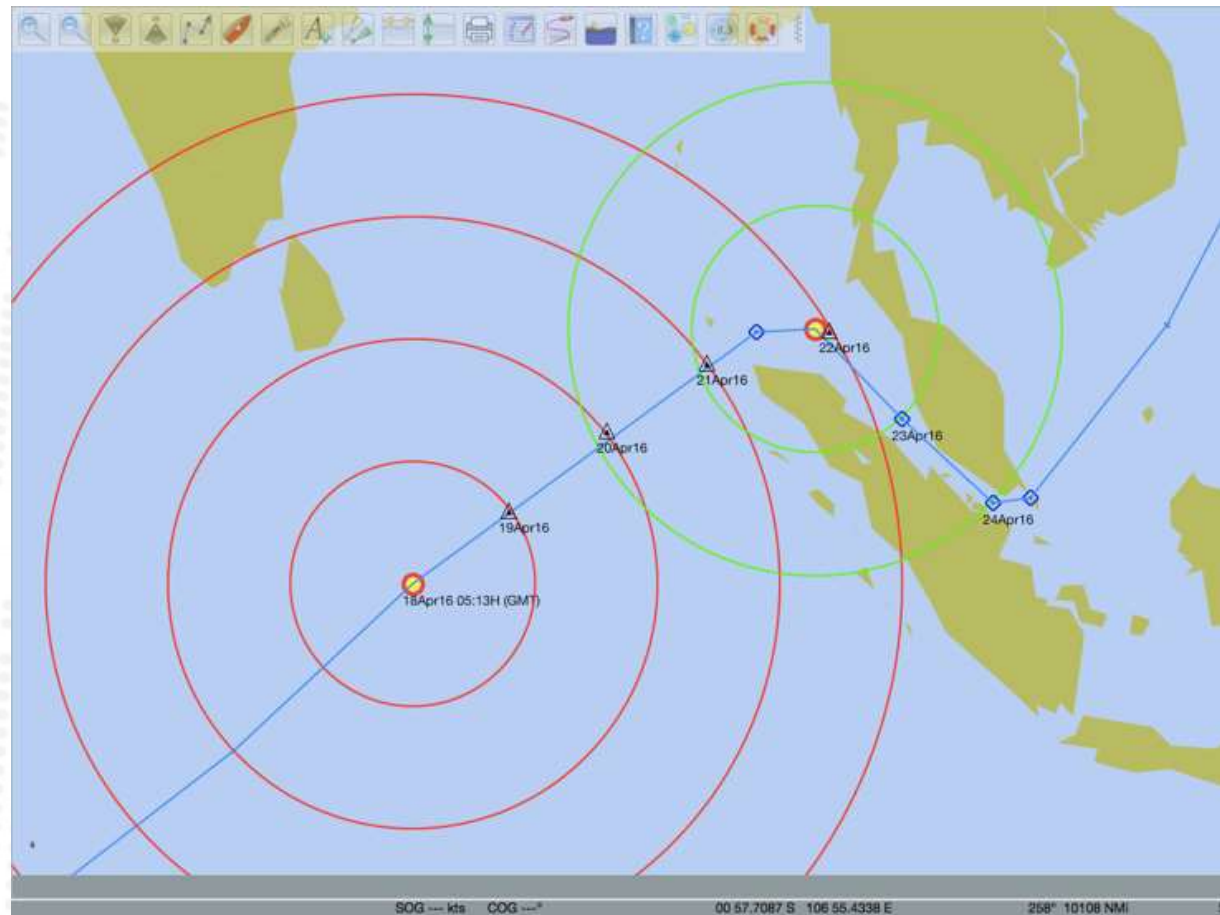 22Apr16
21Apr16
23Apr16
20Apr16
24Apr16
19Apr16
18Apr16 05:13H (GMT)
SOG --- kts COG ---° 00 57.7087 S 106 55.4338 E 258° 10108 NMi